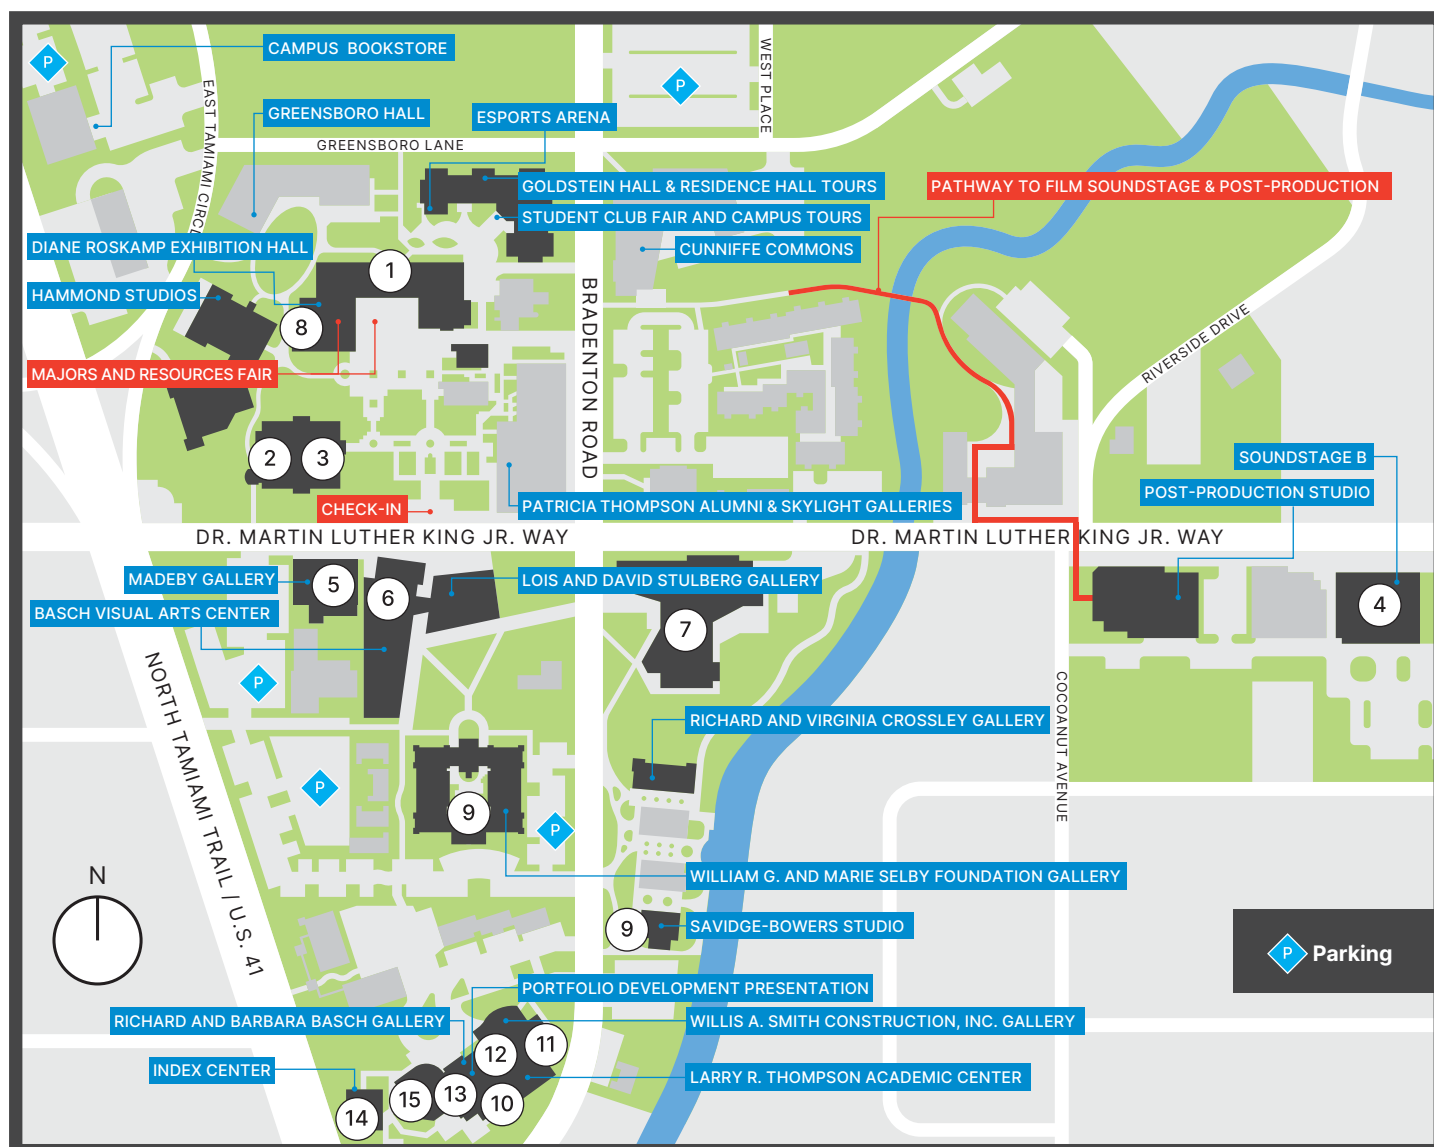 CAMPUS BOOKSTORE
P
P
WEST PLACE
EAST TAMIAMI CIRCLE
GREENSBORO HALL
ESPORTS ARENA
GREENSBORO LANE
GOLDSTEIN HALL & RESIDENCE HALL TOURS
PATHWAY TO FILM SOUNDSTAGE & POST-PRODUCTION
STUDENT CLUB FAIR AND CAMPUS TOURS
DIANE ROSKAMP EXHIBITION HALL
CUNNIFFE COMMONS
1
HAMMOND STUDIOS
8
BRADENTON ROAD
RIVERSIDE DRIVE
MAJORS AND RESOURCES FAIR
2
3
SOUNDSTAGE B
POST-PRODUCTION STUDIO
CHECK-IN
PATRICIA THOMPSON ALUMNI & SKYLIGHT GALLERIES
DR. MARTIN LUTHER KING JR. WAY
DR. MARTIN LUTHER KING JR. WAY
MADEBY GALLERY
5
6
LOIS AND DAVID STULBERG GALLERY
4
BASCH VISUAL ARTS CENTER
7
P
NORTH TAMIAMI TRAIL / U.S. 41
COCOANUT AVENUE
RICHARD AND VIRGINIA CROSSLEY GALLERY
P
9
P
WILLIAM G. AND MARIE SELBY FOUNDATION GALLERY
N
9
SAVIDGE-BOWERS STUDIO
P
Parking
PORTFOLIO DEVELOPMENT PRESENTATION
RICHARD AND BARBARA BASCH GALLERY
WILLIS A. SMITH CONSTRUCTION, INC. GALLERY
12
11
INDEX CENTER
LARRY R. THOMPSON ACADEMIC CENTER
15
13
10
14